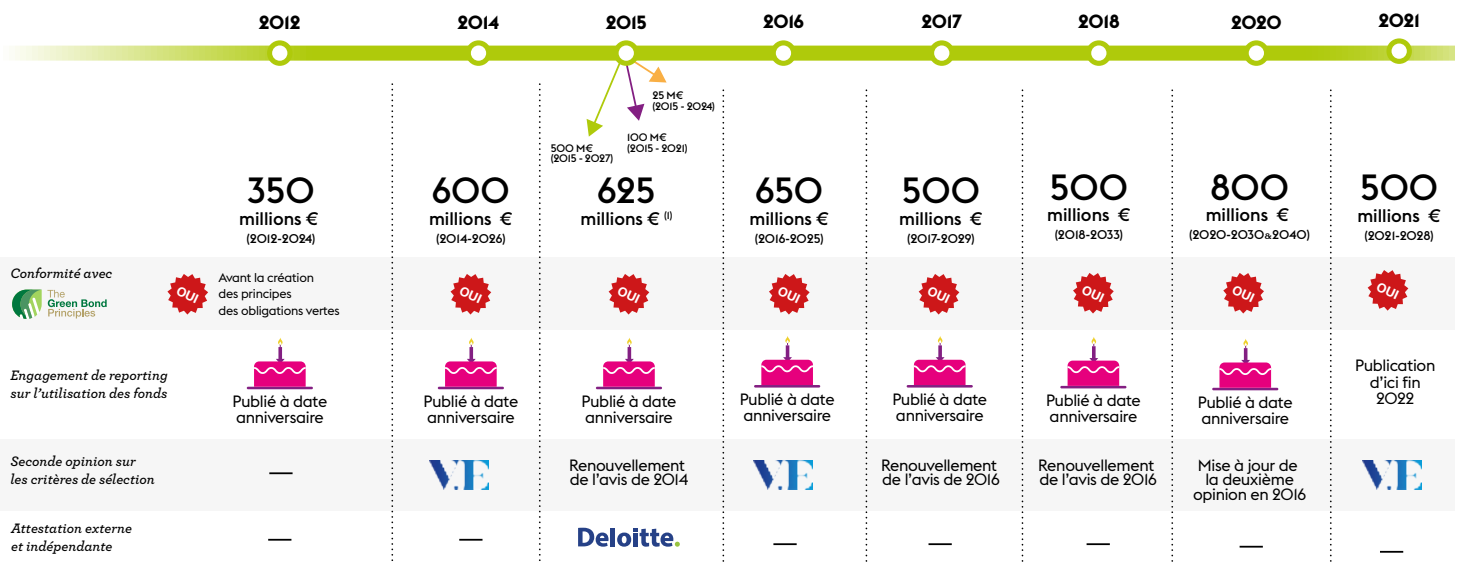 2012
2014
2015
2016
2017
2018
2020
2021
25 M€
(2015 - 2024)
100 M€
(2015 - 2021)
500 M€
(2015 - 2027)
350
millions €
(2012-2024)
600
millions €
(2014-2026)
625
millions € (1)
650
millions €
(2016-2025)
500
millions €
(2017-2029)
500
millions €
(2018-2033)
800
millions €
(2020-2030&2040)
500
millions €
(2021-2028)
Conformité avec
The
Green Bond
Principles
OUI
Avant la création
des principes
des obligations vertes
OUI
OUI
OUI
OUI
OUI
OUI
OUI
Engagement de reporting
sur l'utilisation des fonds
Publié à date
anniversaire
Publié à date
anniversaire
Publié à date
anniversaire
Publié à date
anniversaire
Publié à date
anniversaire
Publié à date
anniversaire
Publié à date
anniversaire
Publication
d'ici fin
2022
Seconde opinion sur
les critères de sélection
—
V.E
Renouvellement
de l'avis de 2014
V.E
Renouvellement
de l'avis de 2016
Renouvellement
de l'avis de 2016
Mise à jour de
la deuxième
opinion en 2016
V.E
Attestation externe
et indépendante
—
—
Deloitte.
—
—
—
—
—